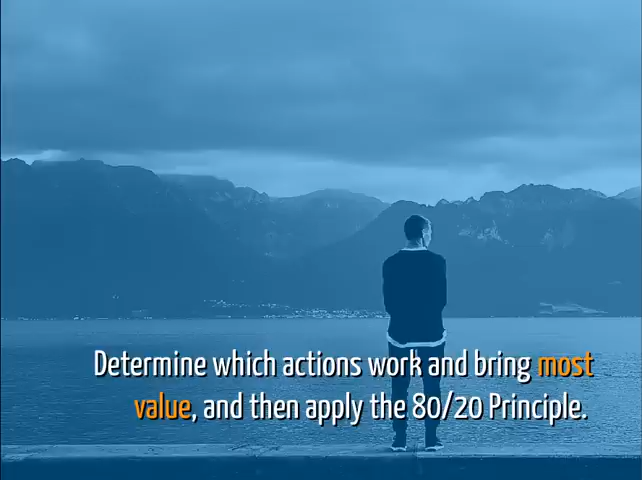 Determine which actions work and bring most
value, and then apply the 80/20 Principle.